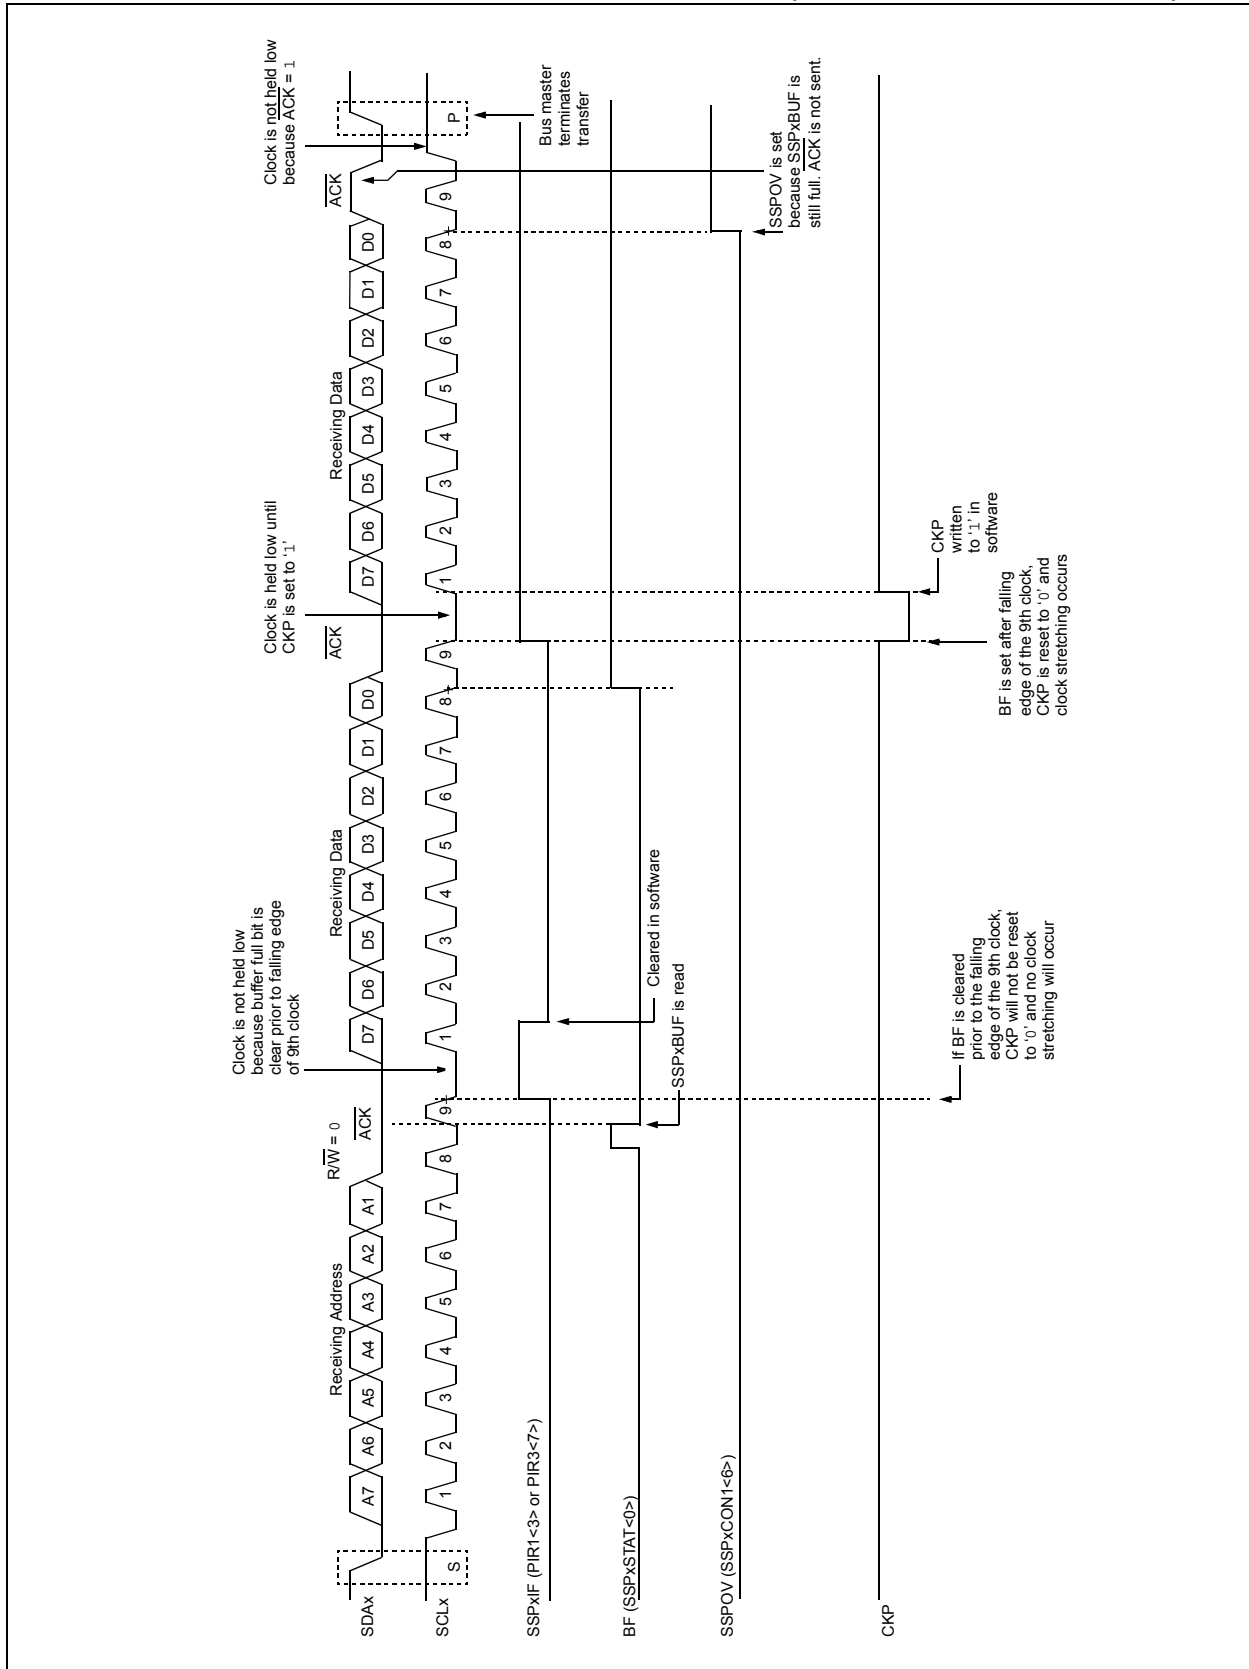 Receiving Address
R/W = 0
ACK
Clock is not held low
because buffer full bit is
clear prior to falling edge
of 9th clock
Receiving Data
ACK
Clock is held low until
CKP is set to ‘1’
Receiving Data
ACK
Clock is not held low
because ACK = 1
SDAx
A7 A6 A5 A4 A3 A2 A1
D7 D6 D5 D4 D3 D2 D1 D0
D7 D6 D5 D4 D3 D2 D1 D0
SCLx
S
1 2 3 4 5 6 7 8 9
1 2 3 4 5 6 7 8 9
1 2 3 4 5 6 7 8 9
P
Bus master
terminates
transfer
SSPxIF (PIR1<3> or PIR3<7>)
Cleared in software
BF (SSPxSTAT<0>)
SSPxBUF is read
SSPOV (SSPxCON1<6>)
SSPOV is set
because SSPxBUF is
still full. ACK is not sent.
CKP
CKP
written
to ‘1’ in
software
If BF is cleared
prior to the falling
edge of the 9th clock,
CKP will not be reset
to ‘0’ and no clock
stretching will occur
BF is set after falling
edge of the 9th clock,
CKP is reset to ‘0’ and
clock stretching occurs